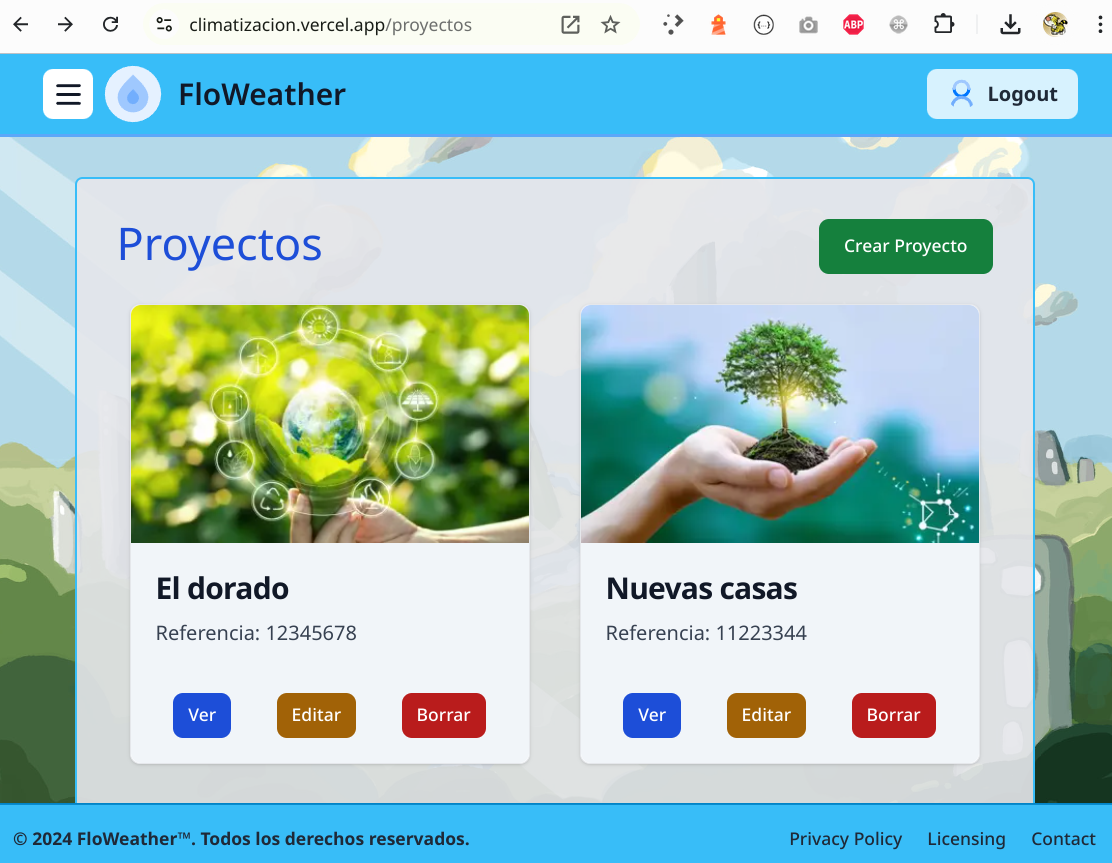 climatizacion.vercel.app/proyectos
ABP
FloWeather
Logout
Proyectos
Crear Proyecto
El dorado
Referencia: 12345678
Ver Editar Borrar
Nuevas casas
Referencia: 11223344
Ver Editar Borrar
© 2024 FloWeather™. Todos los derechos reservados.
Privacy Policy Licensing Contact